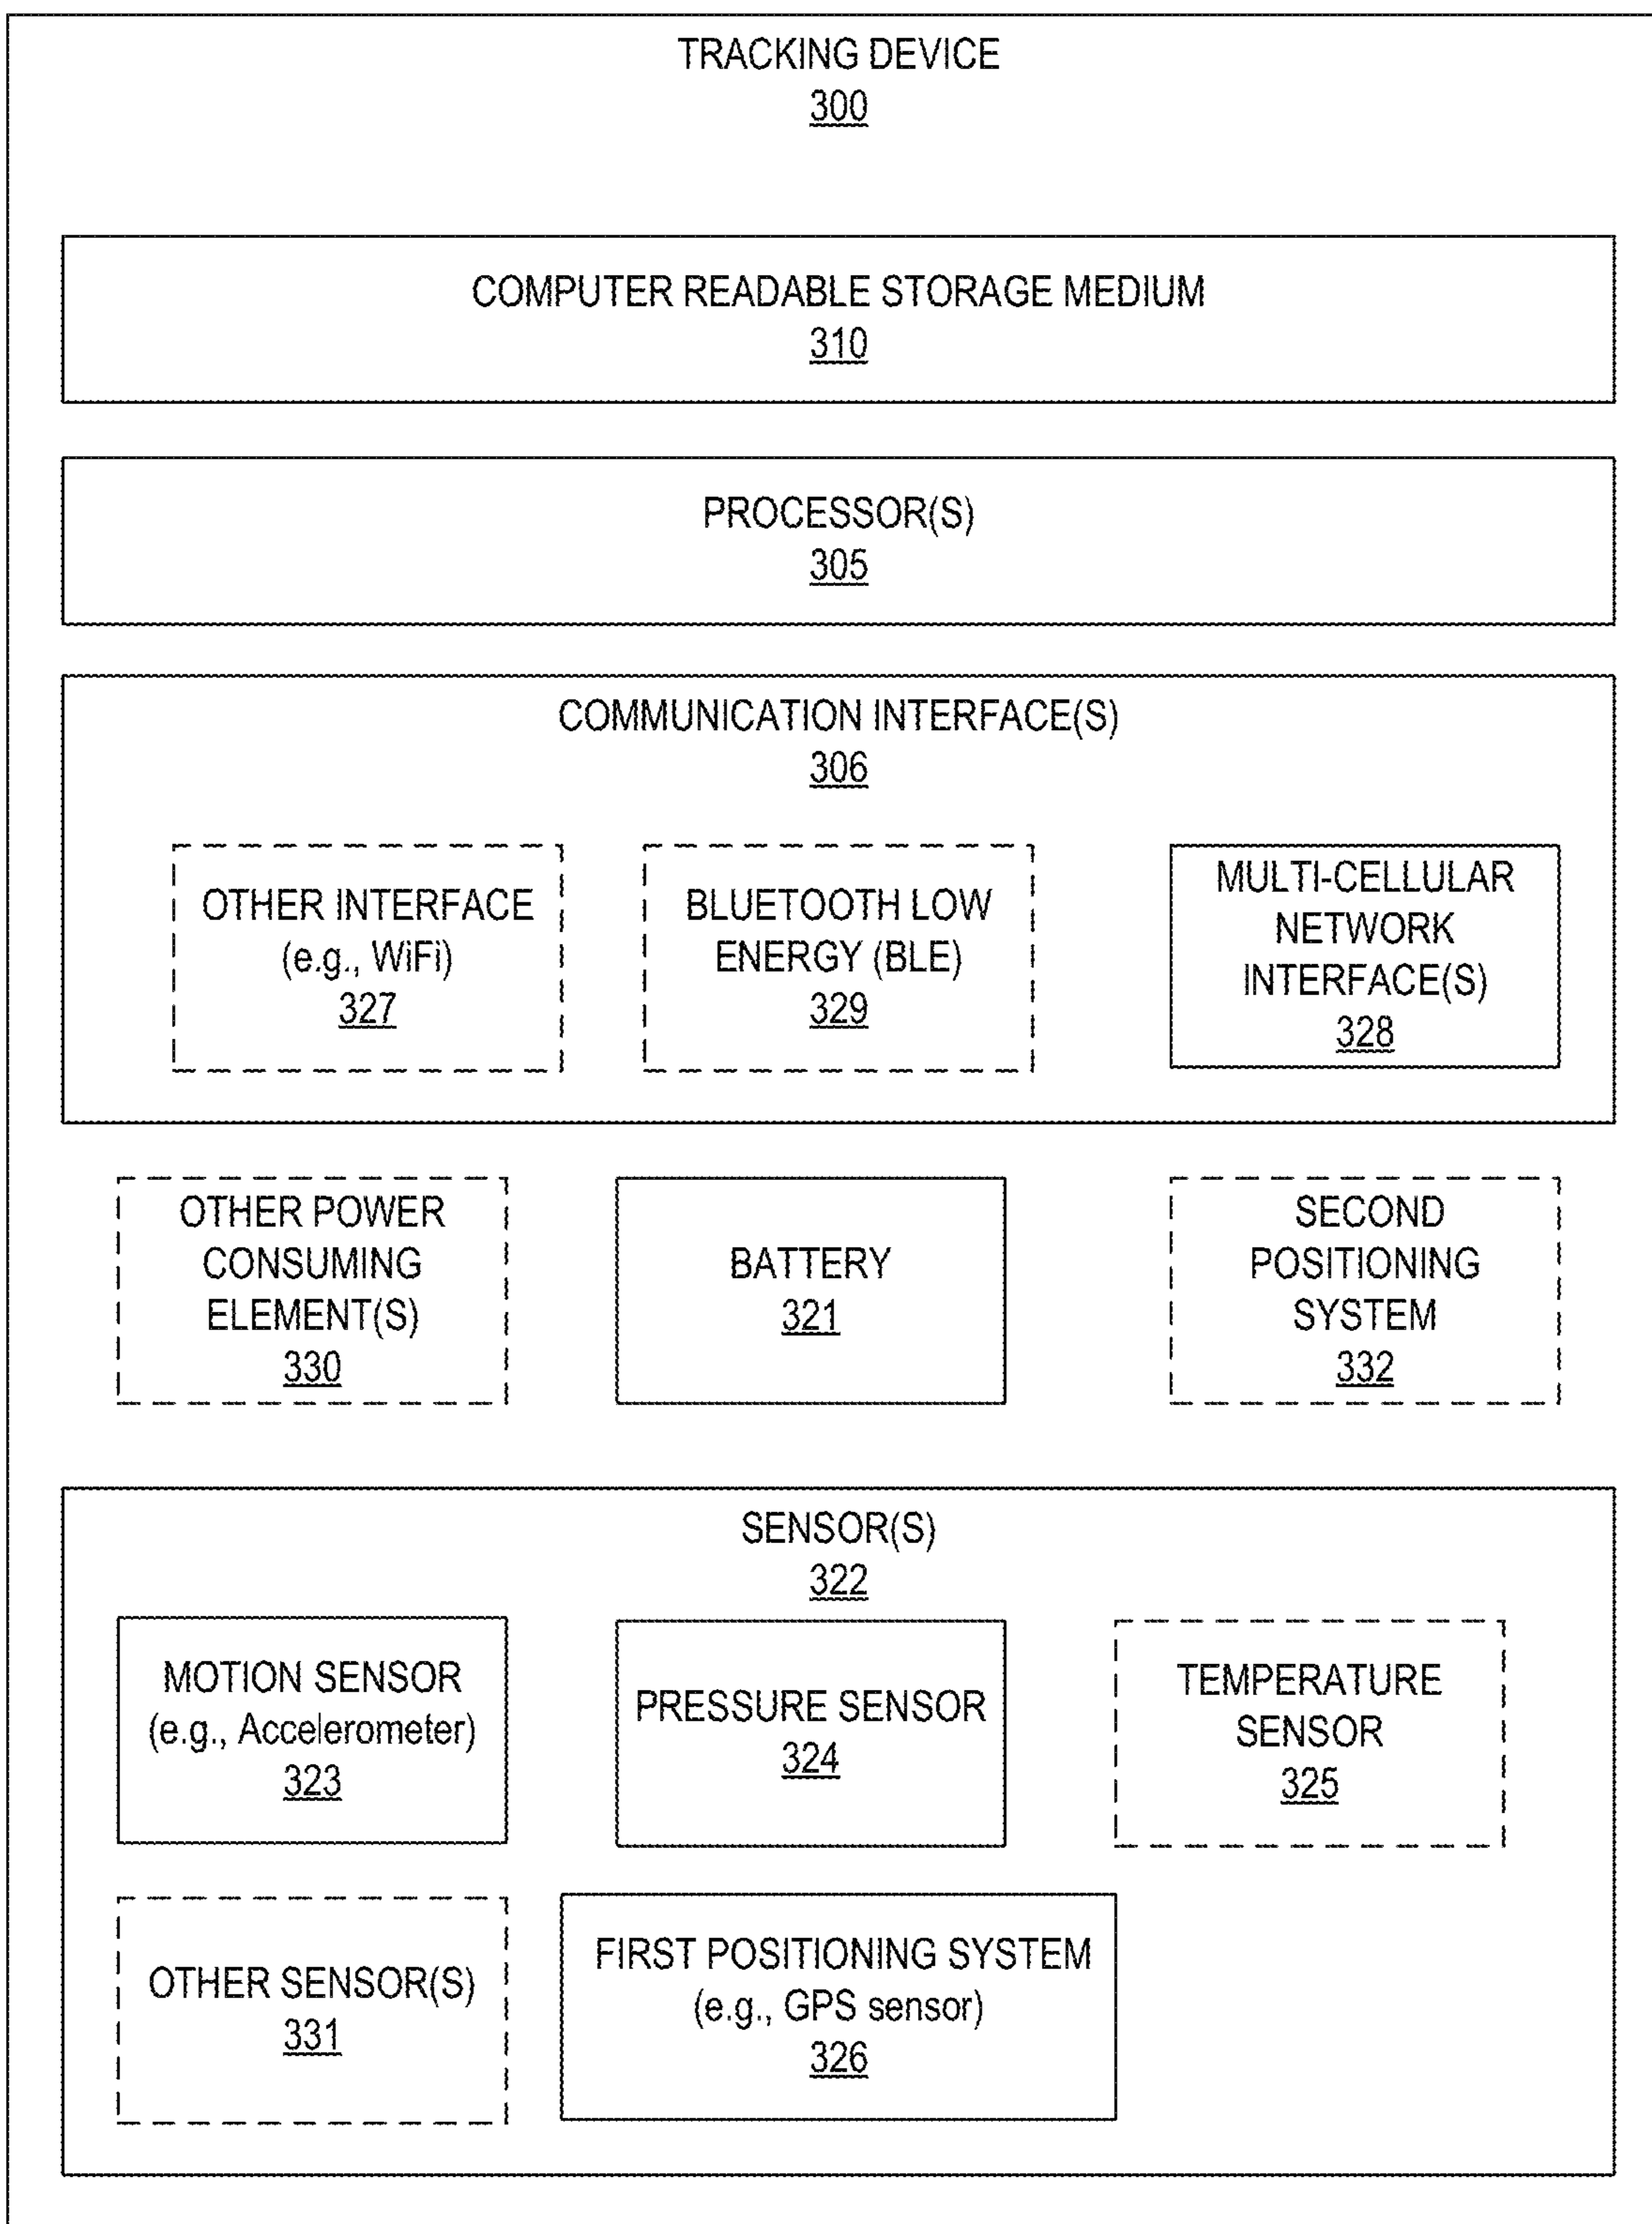 TRACKING DEVICE
300
COMPUTER READABLE STORAGE MEDIUM
310
PROCESSOR(S)
305
COMMUNICATION INTERFACE(S)
306
OTHER INTERFACE
(e.g., WiFi)
327
BLUETOOTH LOW
ENERGY (BLE)
329
MULTI-CELLULAR
NETWORK
INTERFACE(S)
328
OTHER POWER
CONSUMING
ELEMENT(S)
330
BATTERY
321
SECOND
POSITIONING
SYSTEM
332
SENSOR(S)
322
MOTION SENSOR
(e.g., Accelerometer)
323
PRESSURE SENSOR
324
TEMPERATURE
SENSOR
325
OTHER SENSOR(S)
331
FIRST POSITIONING SYSTEM
(e.g., GPS sensor)
326